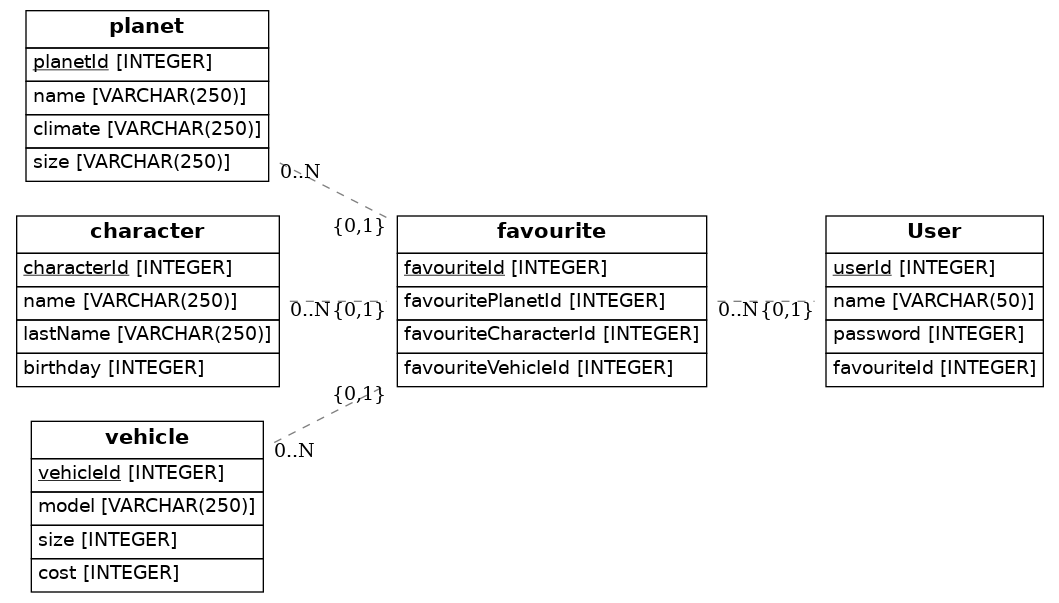 planet
planetId [INTEGER]
name [VARCHAR(250)]
climate [VARCHAR(250)]
size [VARCHAR(250)]
0..N
{0,1}
character
characterId [INTEGER]
name [VARCHAR(250)]
lastName [VARCHAR(250)]
birthday [INTEGER]
0..N
{0,1}
favourite
favouriteId [INTEGER]
favouritePlanetId [INTEGER]
favouriteCharacterId [INTEGER]
favouriteVehicleId [INTEGER]
0..N
{0,1}
User
userId [INTEGER]
name [VARCHAR(50)]
password [INTEGER]
favouriteId [INTEGER]
{0,1}
0..N
vehicle
vehicleId [INTEGER]
model [VARCHAR(250)]
size [INTEGER]
cost [INTEGER]